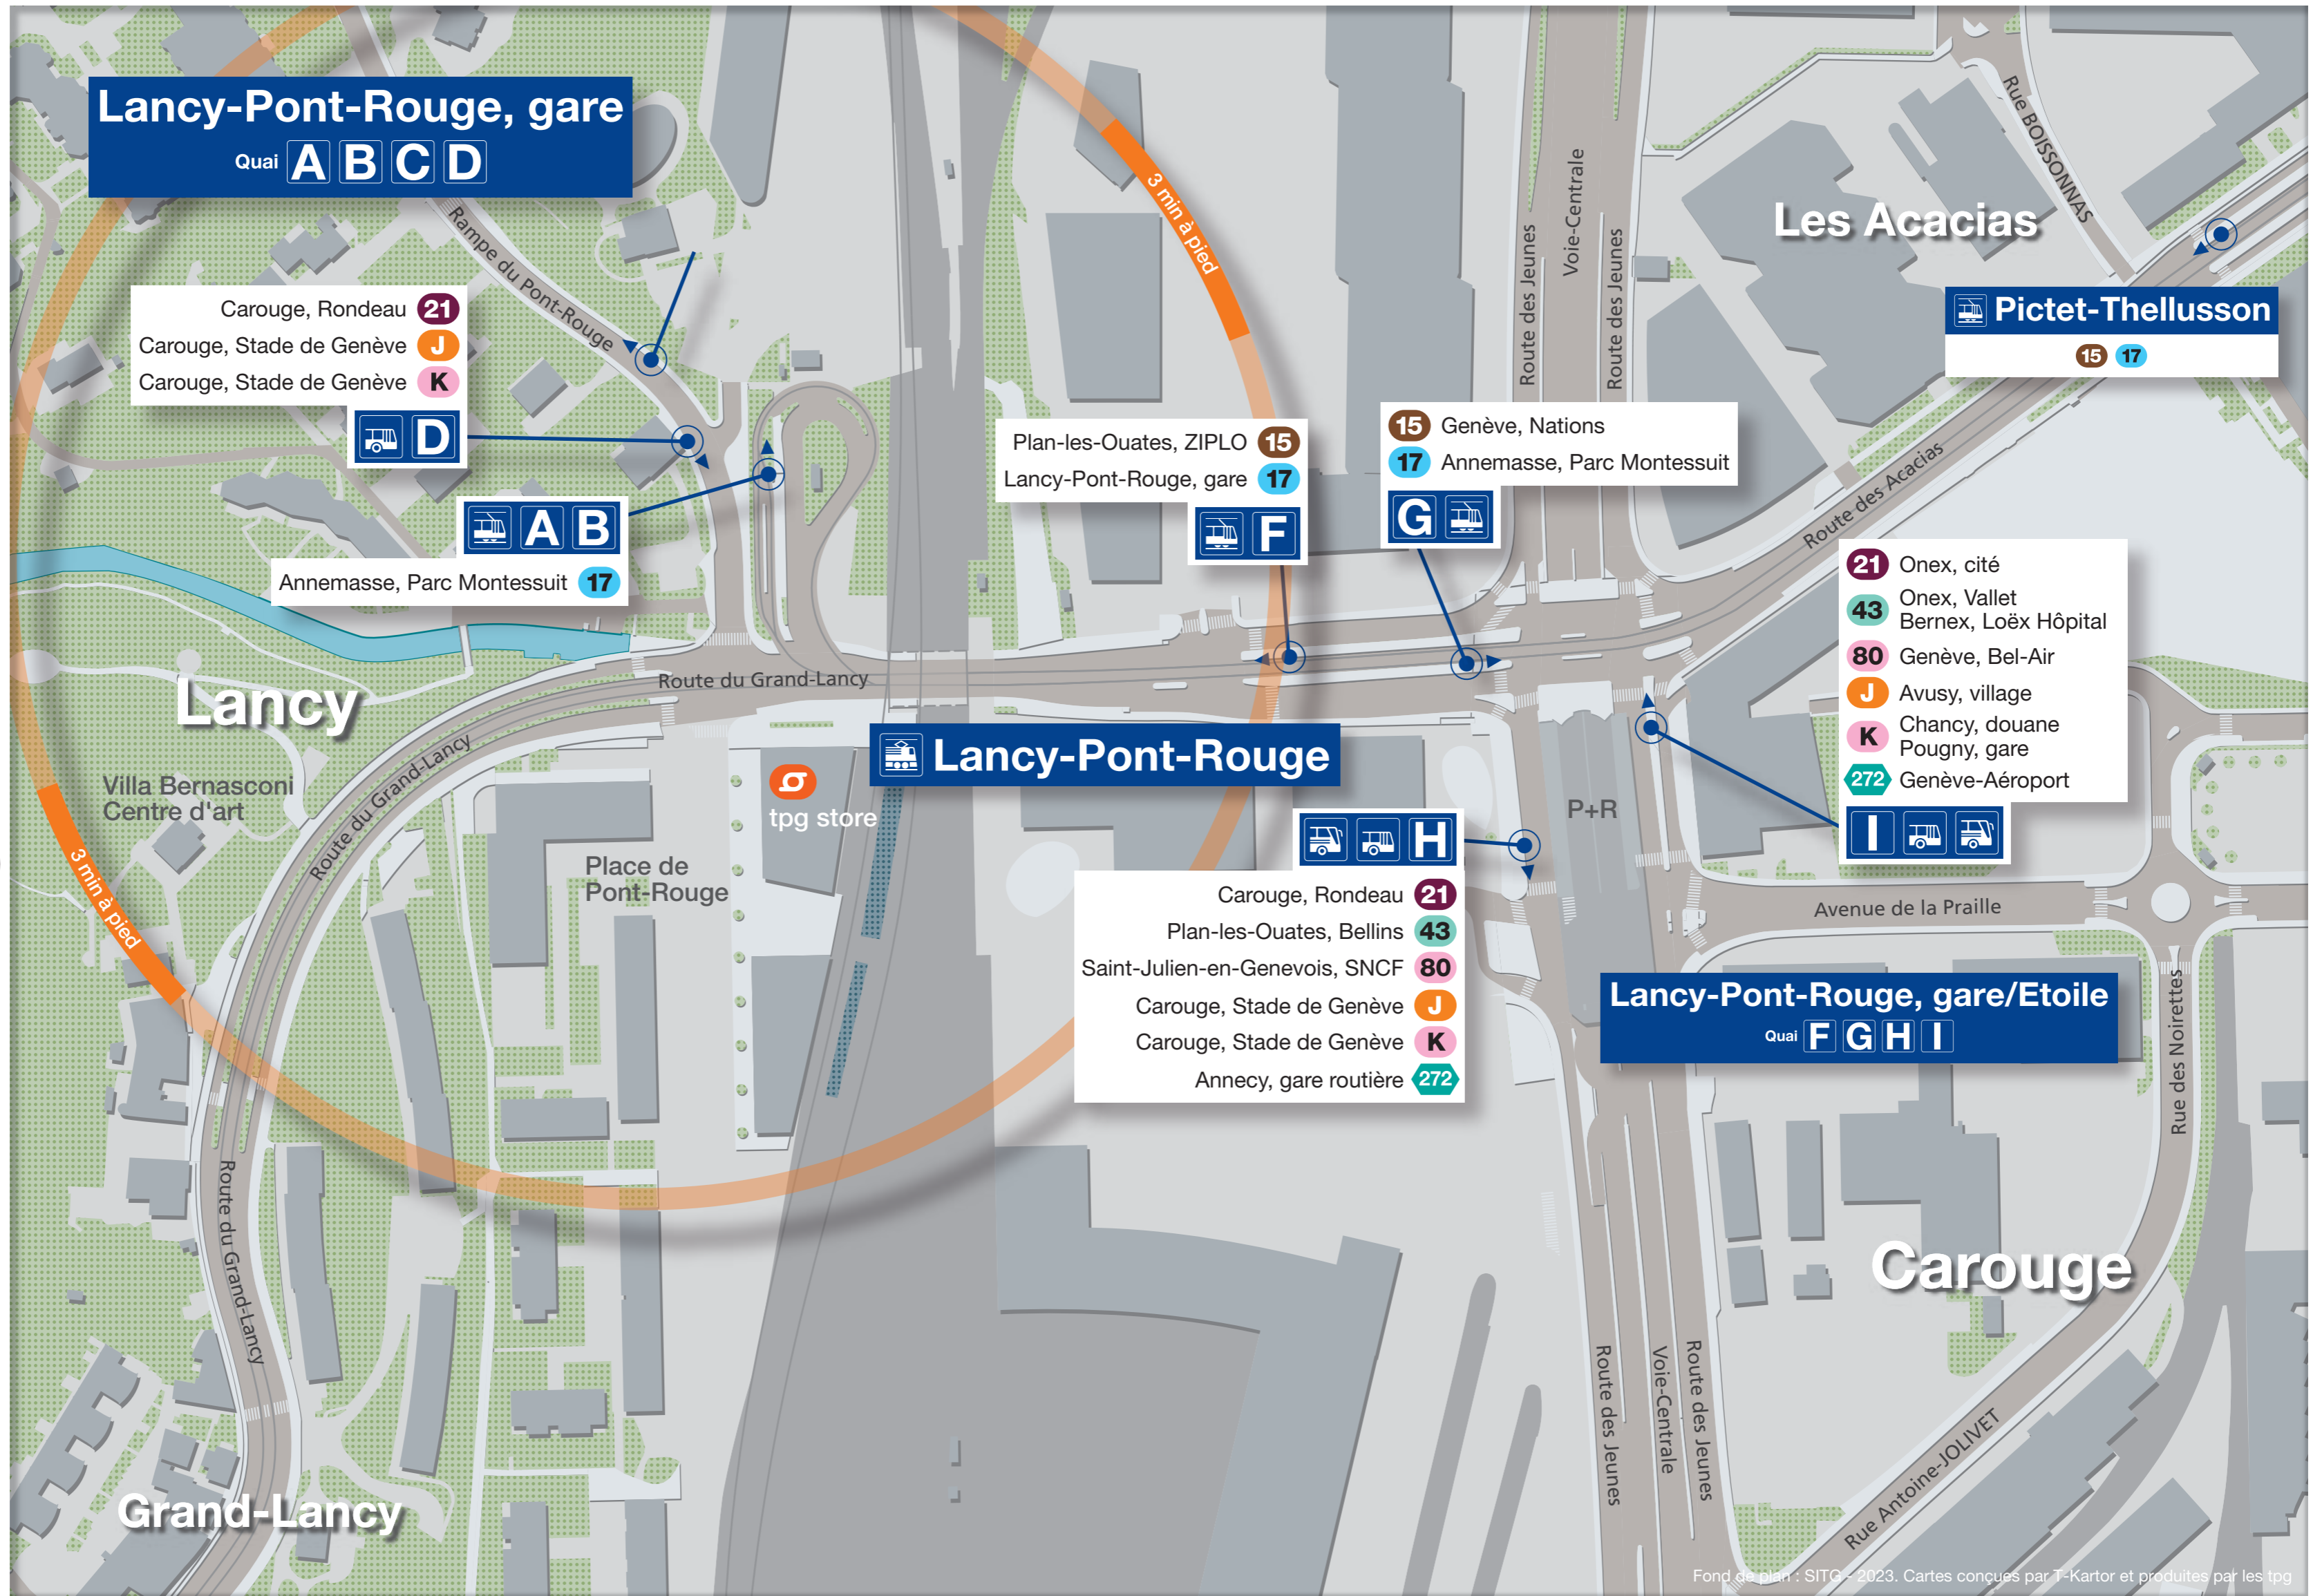 Lancy-Pont-Rouge, gare
Quai A B C D
Rampe du Pont-Rouge
3 min à pied
Route des Jeunes
Voie-Centrale
Route des Jeunes
Rue BOISSONNAS
Les Acacias
Pictet-Thellusson
15 17
Carouge, Rondeau 21
Carouge, Stade de Genève J
Carouge, Stade de Genève K
D
A B
Annemasse, Parc Montessuit 17
Plan-les-Ouates, ZIPLO 15
Lancy-Pont-Rouge, gare 17
F
15 Genève, Nations
17 Annemasse, Parc Montessuit
G
Route des Acacias
21 Onex, cité
43 Onex, Vallet
Bernex, Loëx Hôpital
80 Genève, Bel-Air
J Avusy, village
K Chancy, douane
Pougny, gare
272 Genève-Aéroport
I
Lancy
Route du Grand-Lancy
Lancy-Pont-Rouge
Villa Bernasconi
Centre d'art
Route du Grand-Lancy
tpg store
Place de
Pont-Rouge
P+R
H
Carouge, Rondeau 21
Plan-les-Ouates, Bellins 43
Saint-Julien-en-Genevois, SNCF 80
Carouge, Stade de Genève J
Carouge, Stade de Genève K
Annecy, gare routière 272
3 min à pied
Avenue de la Praille
Lancy-Pont-Rouge, gare/Etoile
Quai F G H I
Rue des Noirettes
Route du Grand-Lancy
Carouge
Route des Jeunes
Voie-Centrale
Route des Jeunes
Rue Antoine-JOLIVET
Grand-Lancy
Fond de plan : SITG - 2023. Cartes conçues par T-Kartor et produites par les tpg